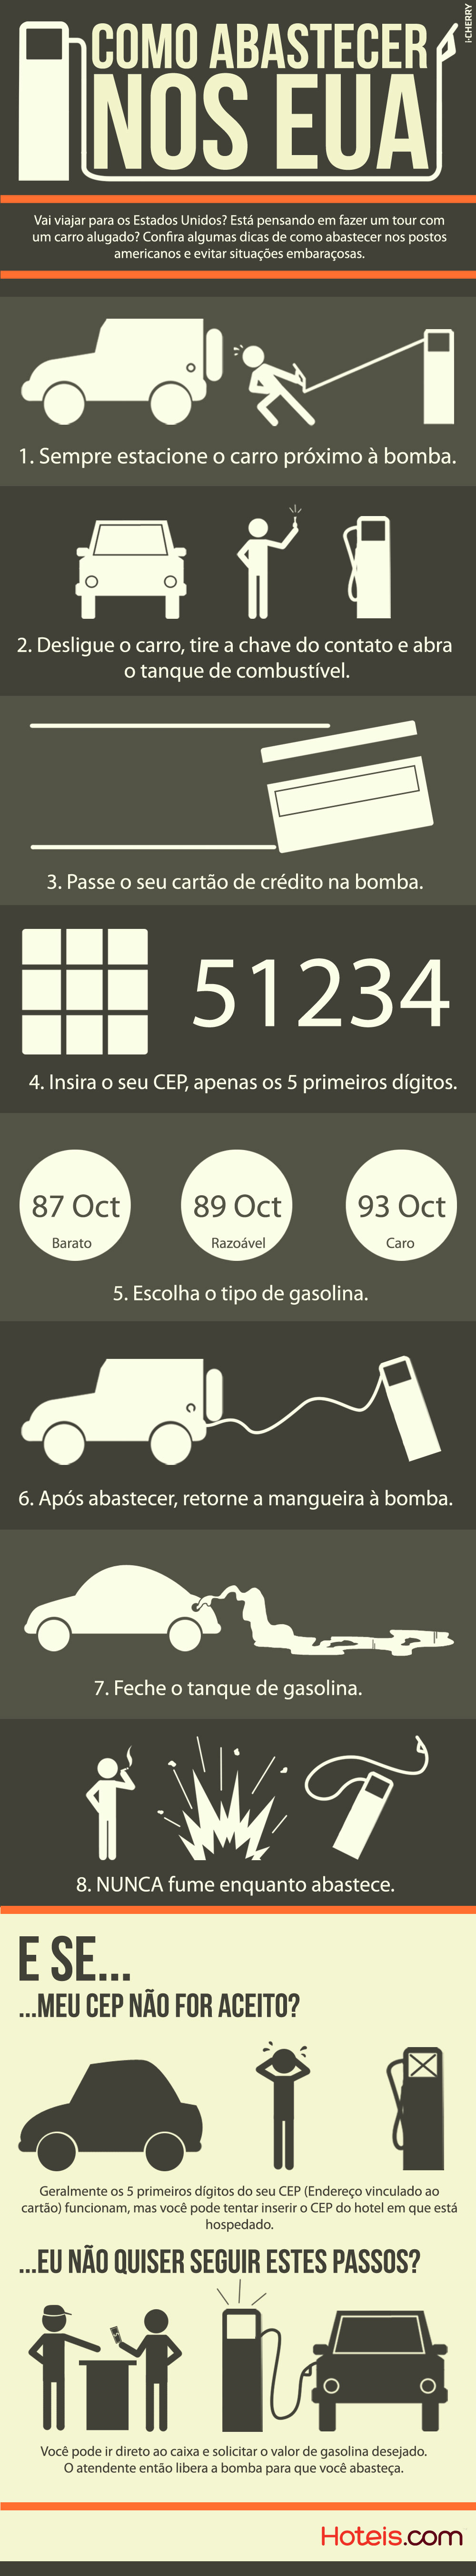 i-CHERRY
COMO ABASTECER
NOS EUA
Vai viajar para os Estados Unidos? Está pensando em fazer um tour com
um carro alugado? Confira algumas dicas de como abastecer nos postos
americanos e evitar situações embaraçosas.
1. Sempre estacione o carro próximo à bomba.
2. Desligue o carro, tire a chave do contato e abra
o tanque de combustível.
3. Passe o seu cartão de crédito na bomba.
51234
4. Insira o seu CEP, apenas os 5 primeiros dígitos.
87 Oct
Barato
89 Oct
Razoável
93 Oct
Caro
5. Escolha o tipo de gasolina.
6. Após abastecer, retorne a mangueira à bomba.
7. Feche o tanque de gasolina.
8. NUNCA fume enquanto abastece.
E SE...
...MEU CEP NÃO FOR ACEITO?
Geralmente os 5 primeiros dígitos do seu CEP (Endereço vinculado ao
cartão) funcionam, mas você pode tentar inserir o CEP do hotel em que está
hospedado.
...EU NÃO QUISER SEGUIR ESTES PASSOS?
$
Você pode ir direto ao caixa e solicitar o valor de gasolina desejado.
O atendente então libera a bomba para que você abasteça.
Hoteis.com